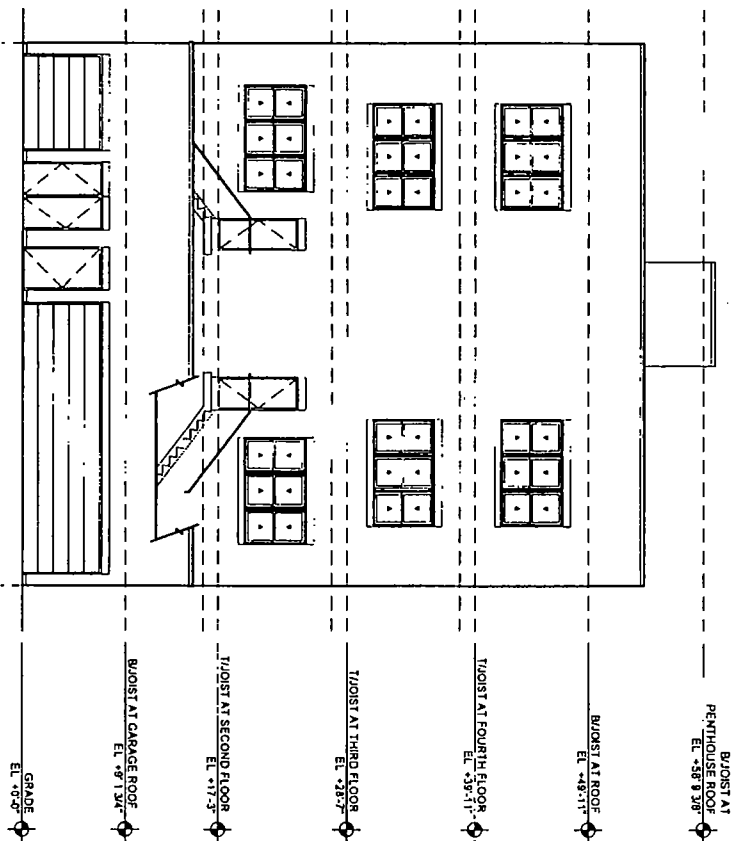 B/JOIST AT
PENTHOUSE ROOF
EL +58'9 3/8"
B/JOIST AT ROOF
EL +49'-11"
T/JOIST AT FOURTH FLOOR
EL +39'-11"
T/JOIST AT THIRD FLOOR
EL +28'-7"
T/JOIST AT SECOND FLOOR
EL +17'-3"
B/JOIST AT GARAGE ROOF
EL +9' 1 3/4"
GRADE
EL +0'-0"